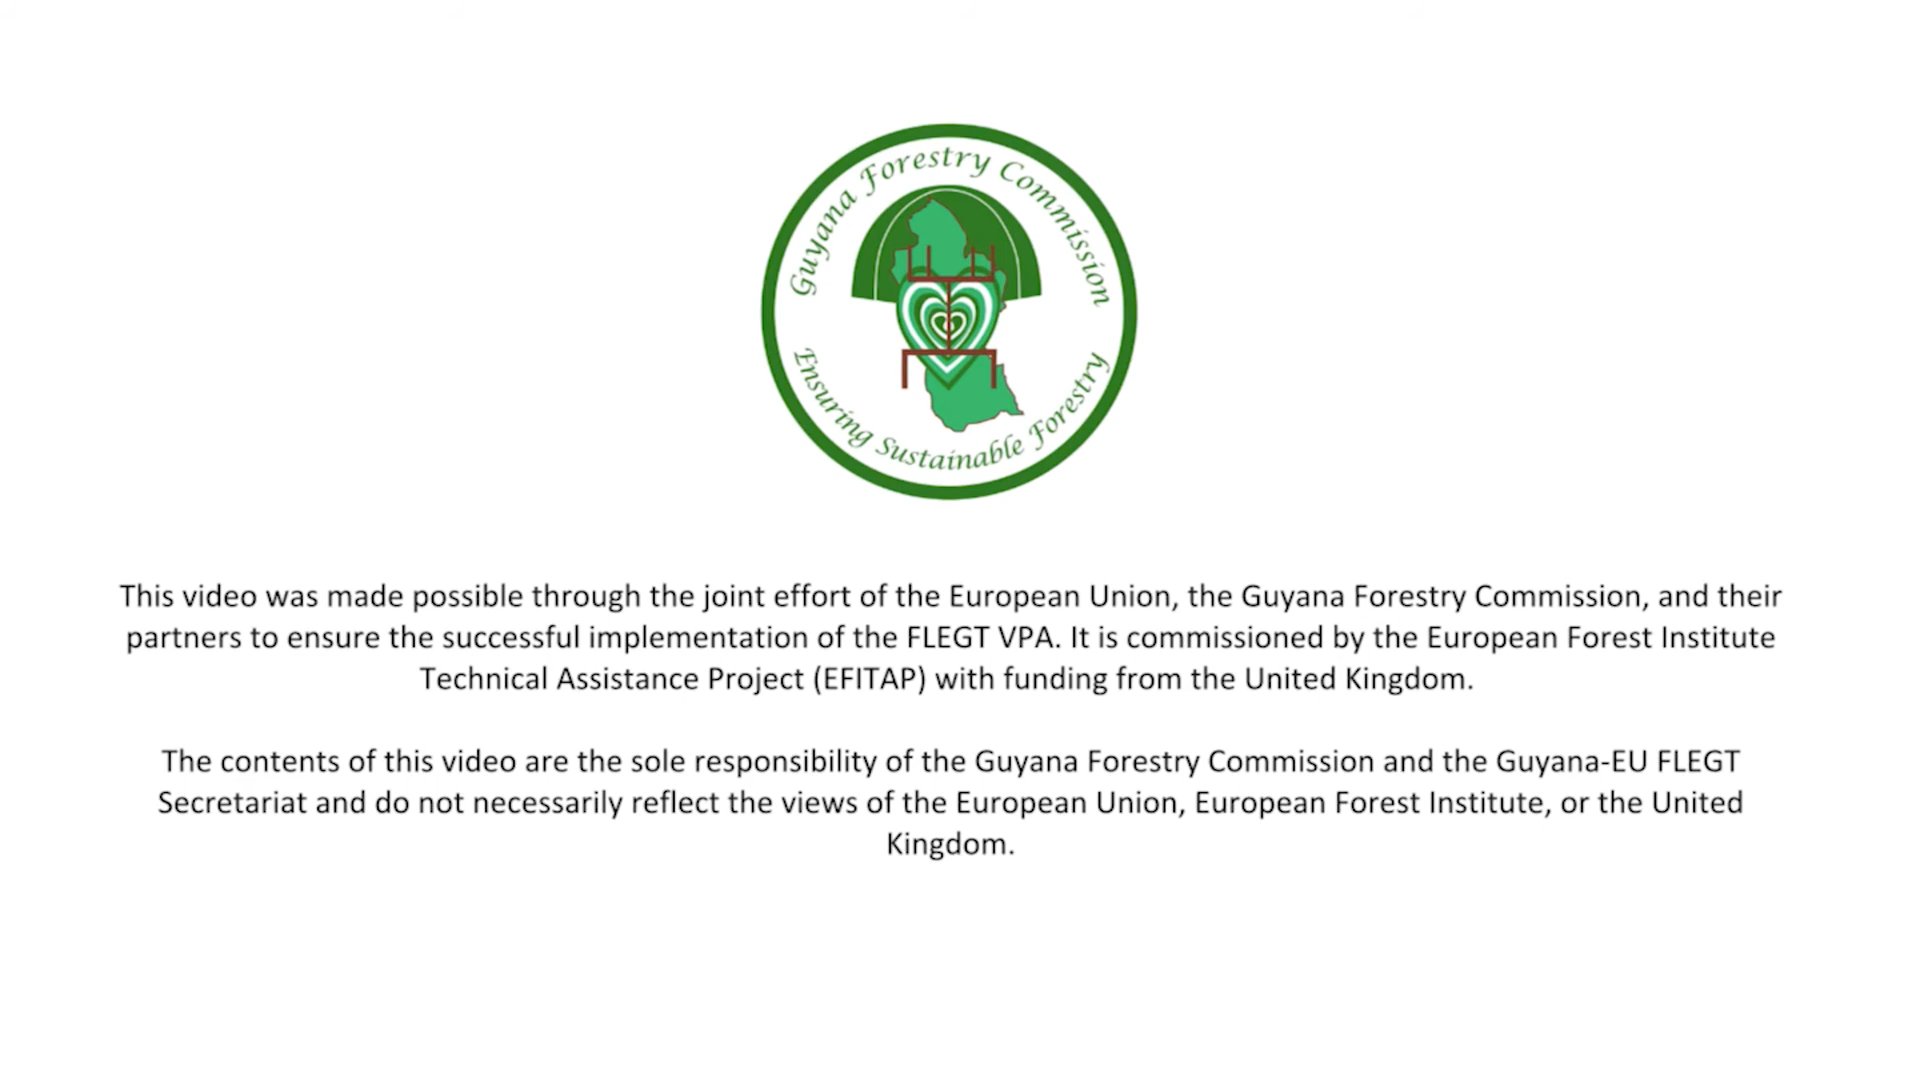 Guyana Forestry Commission
Ensuring Sustainable Forestry
This video was made possible through the joint effort of the European Union, the Guyana Forestry Commission, and their
partners to ensure the successful implementation of the FLEGT VPA. It is commissioned by the European Forest Institute
Technical Assistance Project (EFITAP) with funding from the United Kingdom.
The contents of this video are the sole responsibility of the Guyana Forestry Commission and the Guyana-EU FLEGT
Secretariat and do not necessarily reflect the views of the European Union, European Forest Institute, or the United
Kingdom.